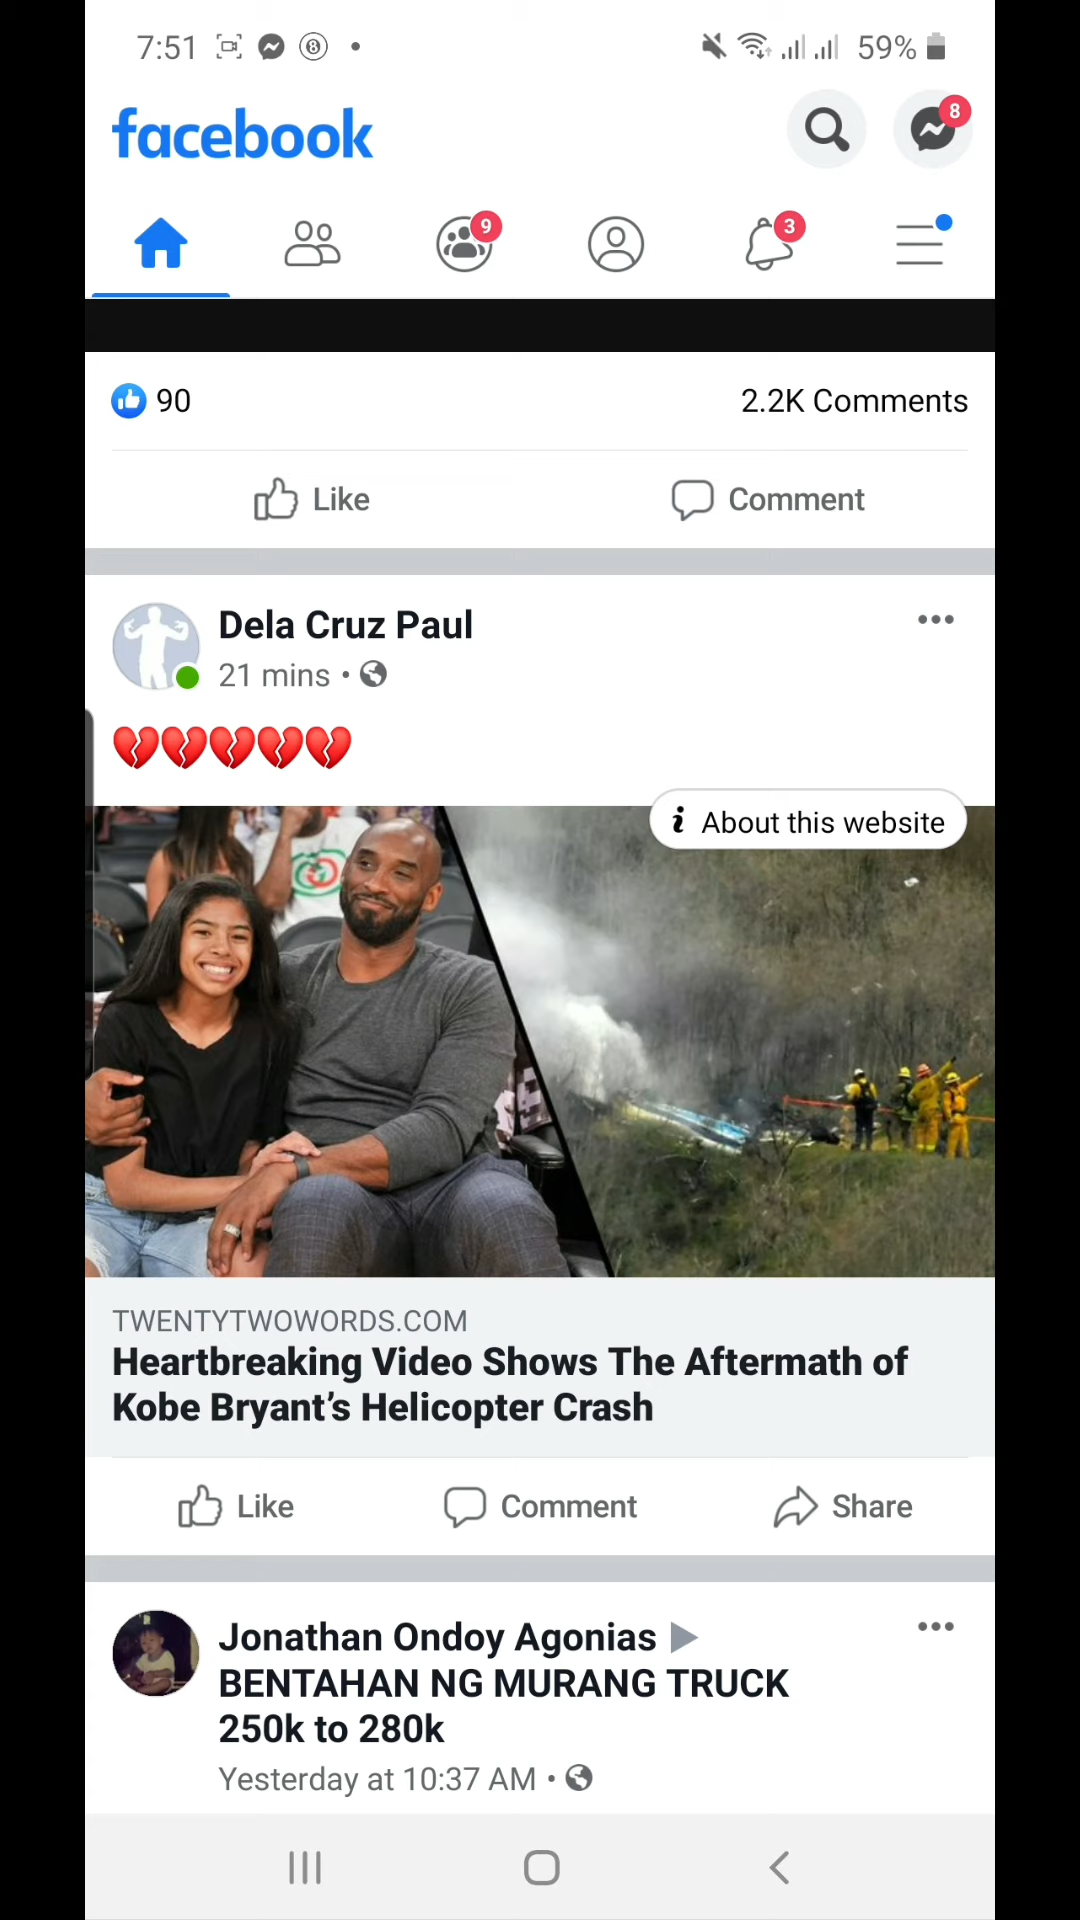 7:51
59%
facebook
8
9
3
90
2.2K Comments
Like
Comment
Dela Cruz Paul
21 mins •
i About this website
TWENTYTWOWORDS.COM
Heartbreaking Video Shows The Aftermath of
Kobe Bryant’s Helicopter Crash
Like
Comment
Share
Jonathan Ondoy Agonias
BENTAHAN NG MURANG TRUCK
250k to 280k
Yesterday at 10:37 AM •